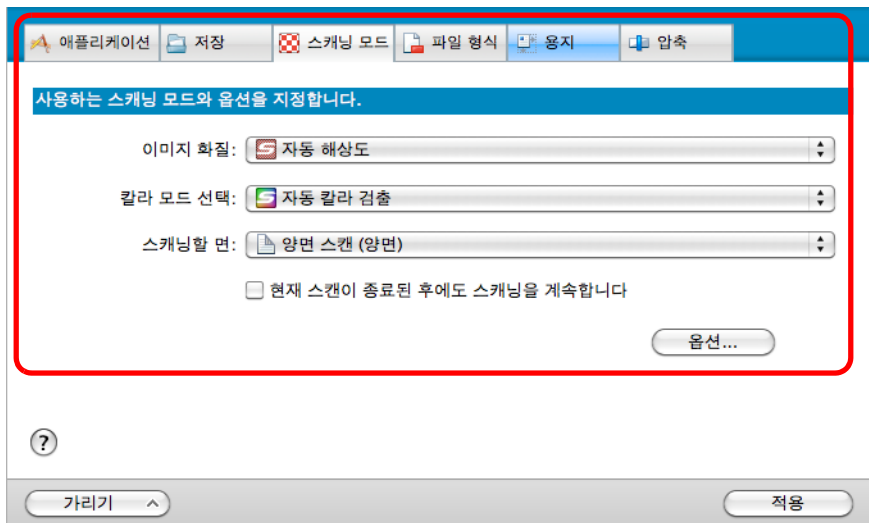 애플리케이션 저장 스캐닝 모드 파일 형식 용지 압축
사용하는 스캐닝 모드와 옵션을 지정합니다.
이미지 화질: 자동 해상도
칼라 모드 선택: 자동 칼라 검출
스캐닝할 면: 양면 스캔 (양면)
현재 스캔이 종료된 후에도 스캐닝을 계속합니다
옵션...
?
가리기 적용